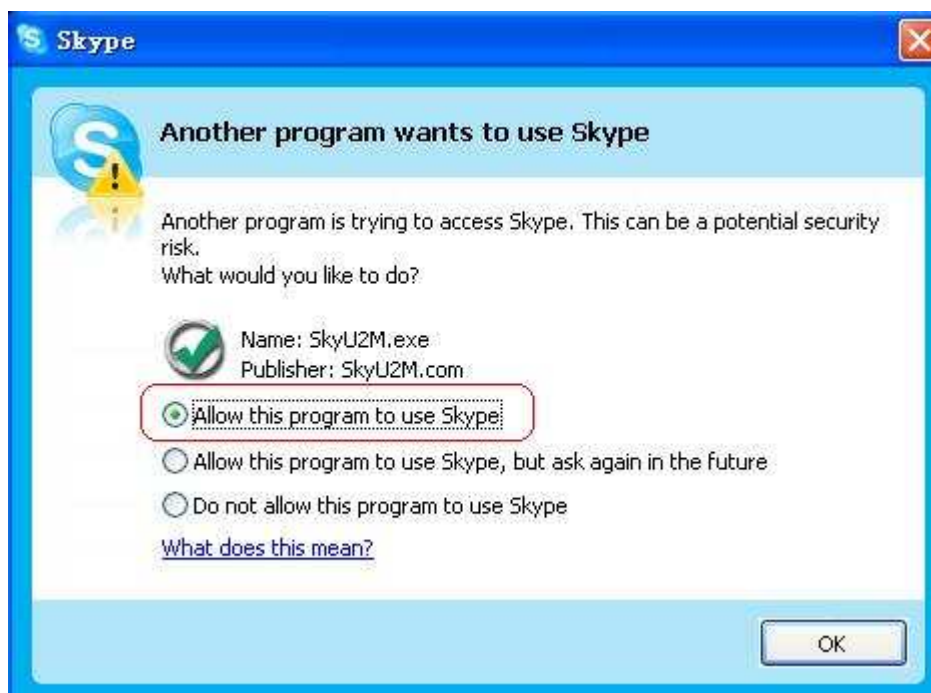 Skype
Another program wants to use Skype
Another program is trying to access Skype. This can be a potential security
risk.
What would you like to do?
Name: SkyU2M.exe
Publisher: SkyU2M.com
Allow this program to use Skype
Allow this program to use Skype, but ask again in the future
Do not allow this program to use Skype
What does this mean?
OK